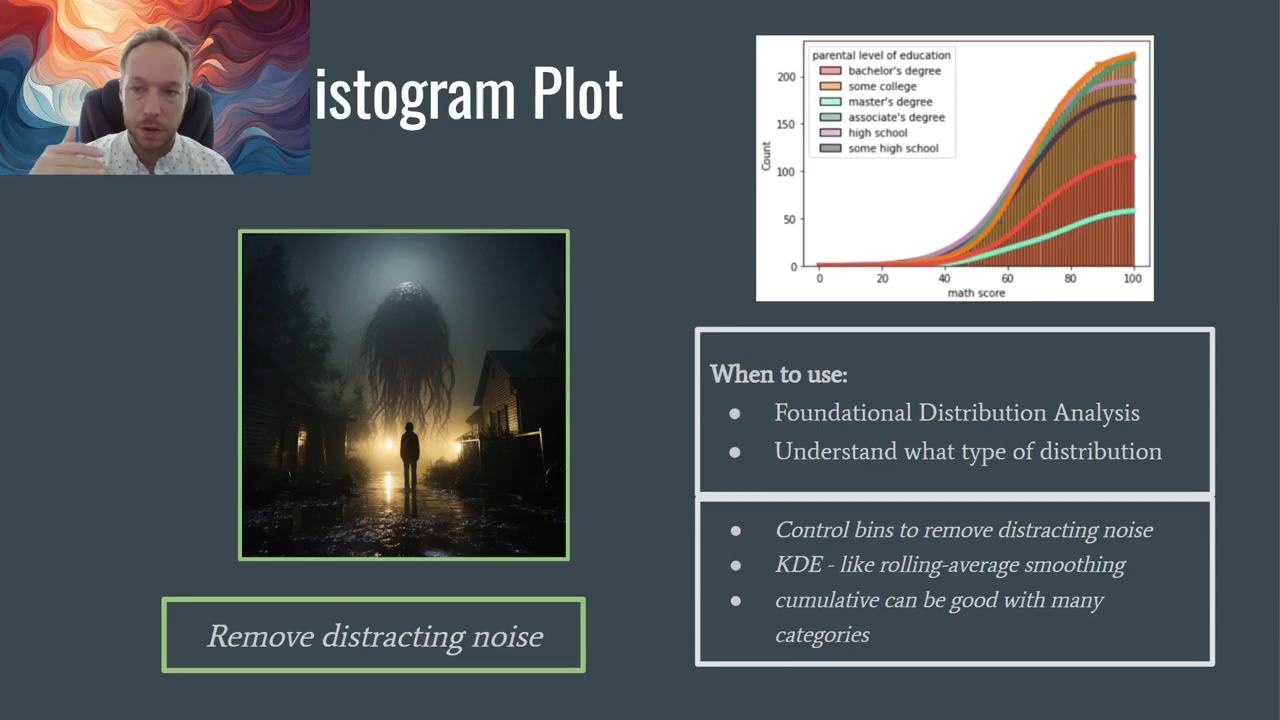 istogram Plot
parental level of education
bachelor's degree
some college
master's degree
associate's degree
high school
some high school
200
150
100
50
0
Count
0 20 40 60 80 100
math score
When to use:
● Foundational Distribution Analysis
● Understand what type of distribution
● Control bins to remove distracting noise
● KDE - like rolling-average smoothing
● cumulative can be good with many
categories
Remove distracting noise